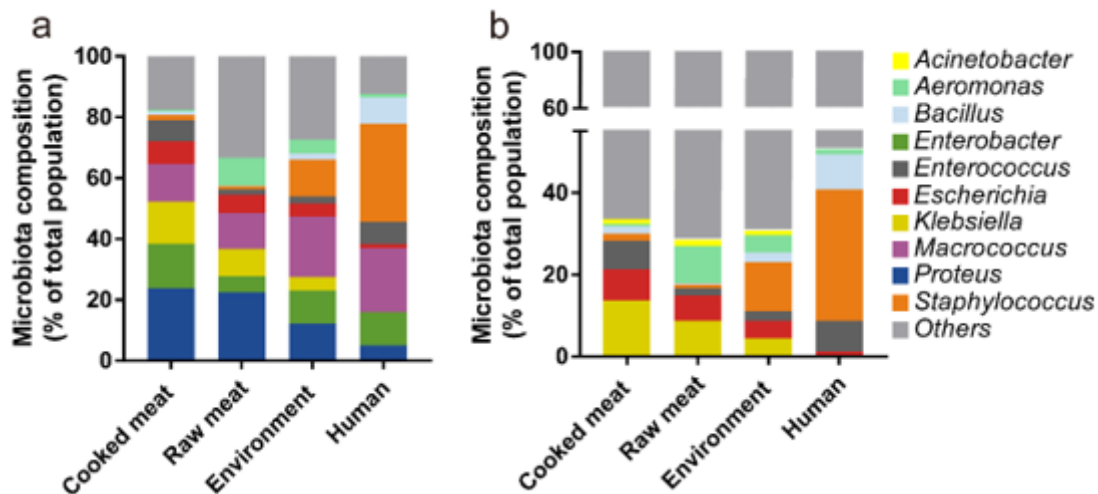 a
Microbiota composition
(% of total population)
100
80
60
40
20
0
Cooked meat
Raw meat
Environment
Human
b
Microbiota composition
(% of total population)
100
60
40
20
0
Cooked meat
Raw meat
Environment
Human
Acinetobacter
Aeromonas
Bacillus
Enterobacter
Enterococcus
Escherichia
Klebsiella
Macrococcus
Proteus
Staphylococcus
Others